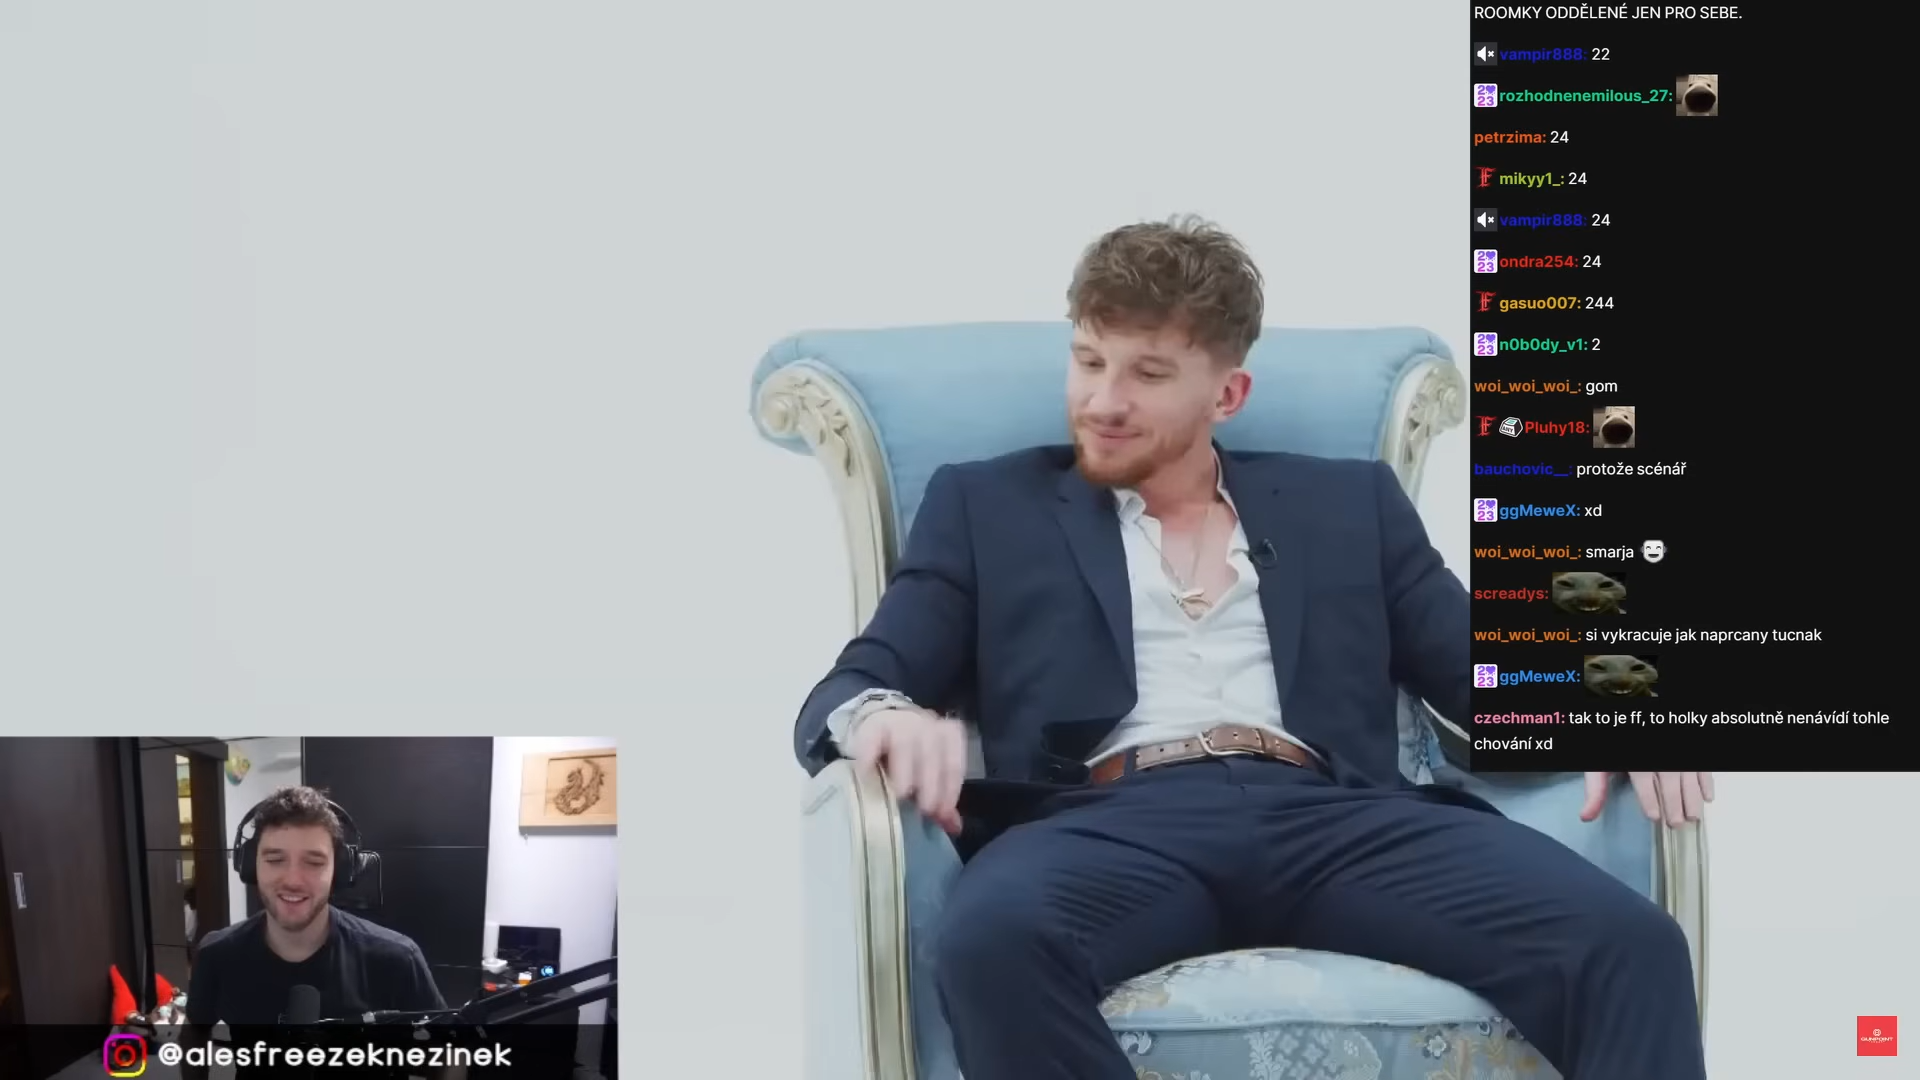 ROOMKY ODDĚLENÉ JEN PRO SEBE.
vampir888: 22
rozhodnenemilous_27:
petrzima: 24
mikyy1_: 24
vampir888: 24
ondra254: 24
gasuo007: 244
n0b0dy_v1: 2
woi_woi_woi_: gom
Pluhy18:
bauchovic__: protože scénář
ggMeweX: xd
woi_woi_woi_: smarja
screadys:
woi_woi_woi_: si vykracuje jak naprcany tucnak
ggMeweX:
czechman1: tak to je ff, to holky absolutně nenávidí tohle
chování xd
@alesfreezeknezinek
GUNPOINT